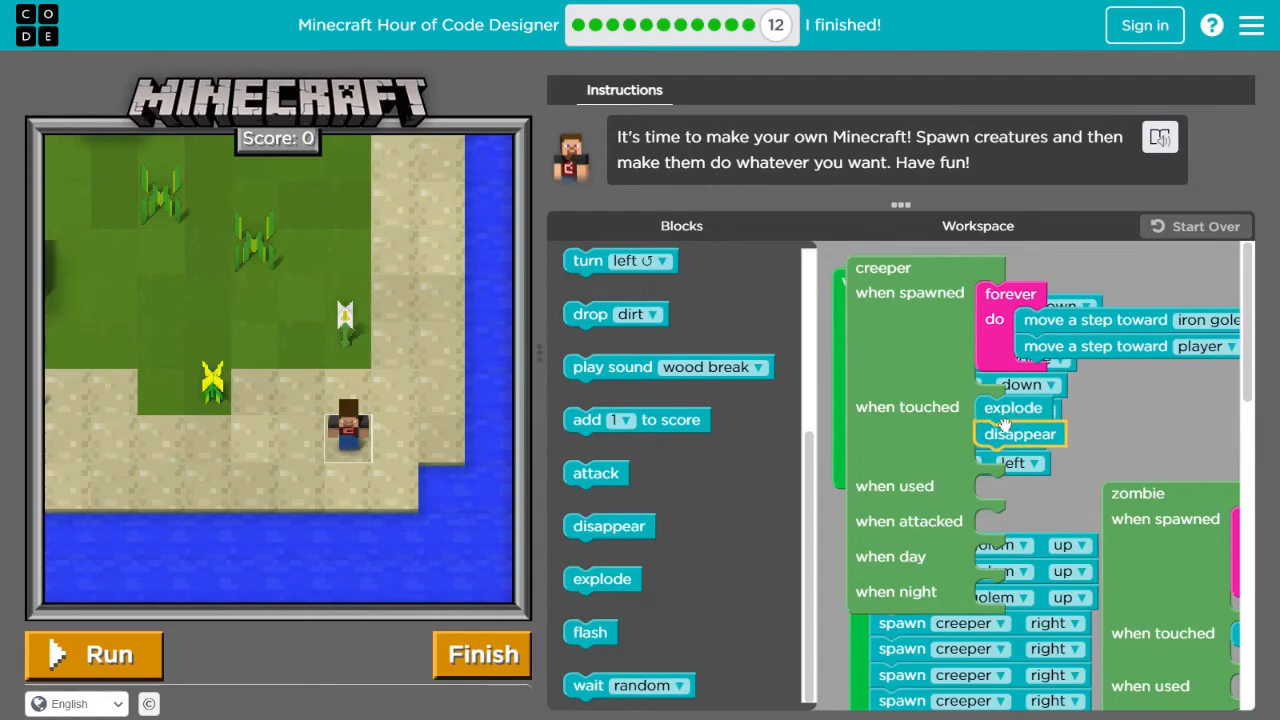 C O
D E
Minecraft Hour of Code Designer
12
I finished!
Sign in
?
MINECRAFT
Score: 0
Instructions
It's time to make your own Minecraft! Spawn creatures and then
make them do whatever you want. Have fun!
Blocks
Workspace
Start Over
turn left ↺ ▼
drop dirt ▼
play sound wood break ▼
add 1 ▼ to score
attack
disappear
explode
flash
wait random ▼
creeper
when spawned
forever
do
move a step toward iron gole
move a step toward player ▼
down ▼
when touched
explode
disappear
left ▼
when used
when attacked
when day
when night
olem ▼ up ▼
olem ▼ up ▼
olem ▼ up ▼
spawn creeper ▼ right ▼
spawn creeper ▼ right ▼
spawn creeper ▼ right ▼
spawn creeper ▼ right ▼
zombie
when spawned
when touched
when used
Run
Finish
English
©